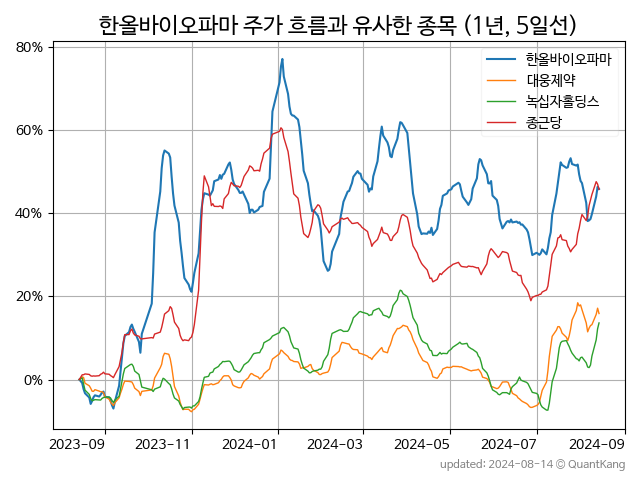 한올바이오파마 주가 흐름과 유사한 종목 (1년, 5일선)
한올바이오파마
대웅제약
녹십자홀딩스
종근당
80%
60%
40%
20%
0%
2023-09 2023-11 2024-01 2024-03 2024-05 2024-07 2024-09
updated: 2024-08-14 © QuantKang